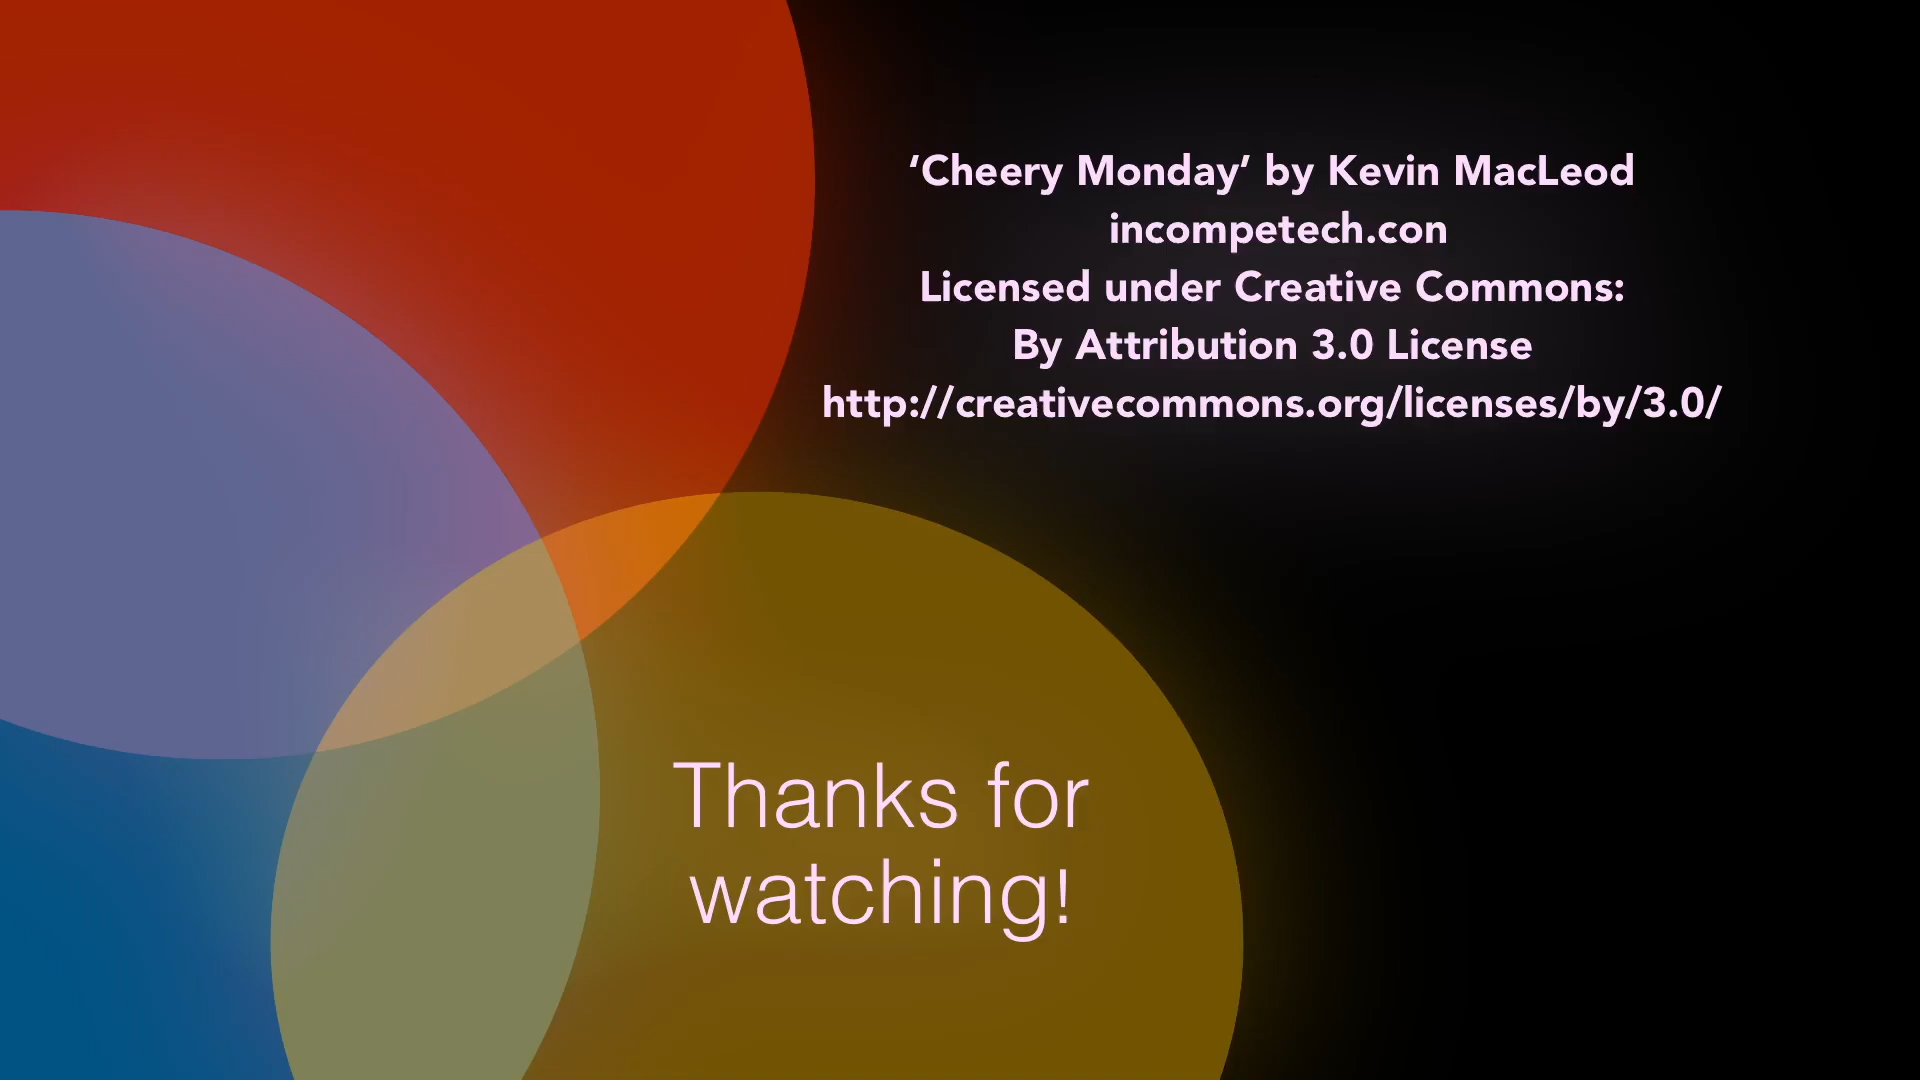 ’Cheery Monday’ by Kevin MacLeod
incompetech.con
Licensed under Creative Commons:
By Attribution 3.0 License
http://creativecommons.org/licenses/by/3.0/
Thanks for
watching!